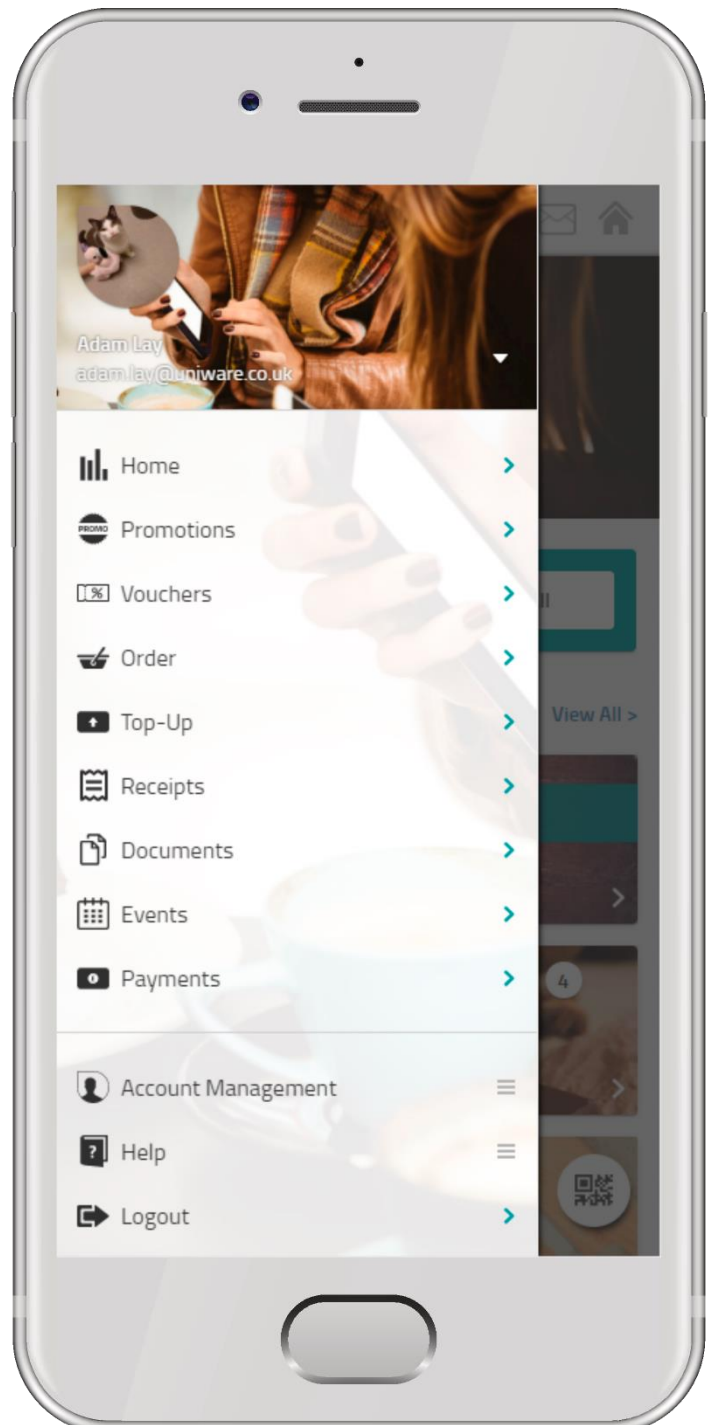 Adam Lay
adam.lay@uniware.co.uk
Home
PROMO
Promotions
%
Vouchers
Order
Top-Up
Receipts
Documents
Events
Payments
Account Management
?
Help
Logout
View All >
4